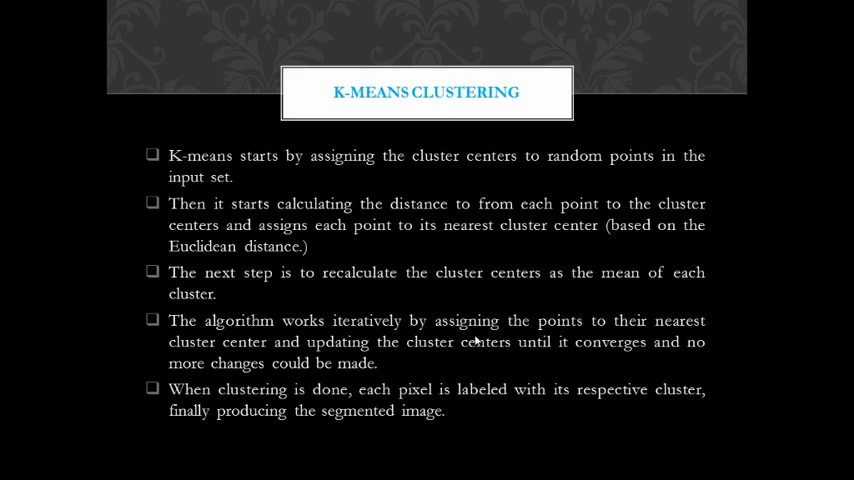 K-MEANS CLUSTERING
K-means starts by assigning the cluster centers to random points in the
input set.
Then it starts calculating the distance to from each point to the cluster
centers and assigns each point to its nearest cluster center (based on the
Euclidean distance.)
The next step is to recalculate the cluster centers as the mean of each
cluster.
The algorithm works iteratively by assigning the points to their nearest
cluster center and updating the cluster centers until it converges and no
more changes could be made.
When clustering is done, each pixel is labeled with its respective cluster,
finally producing the segmented image.